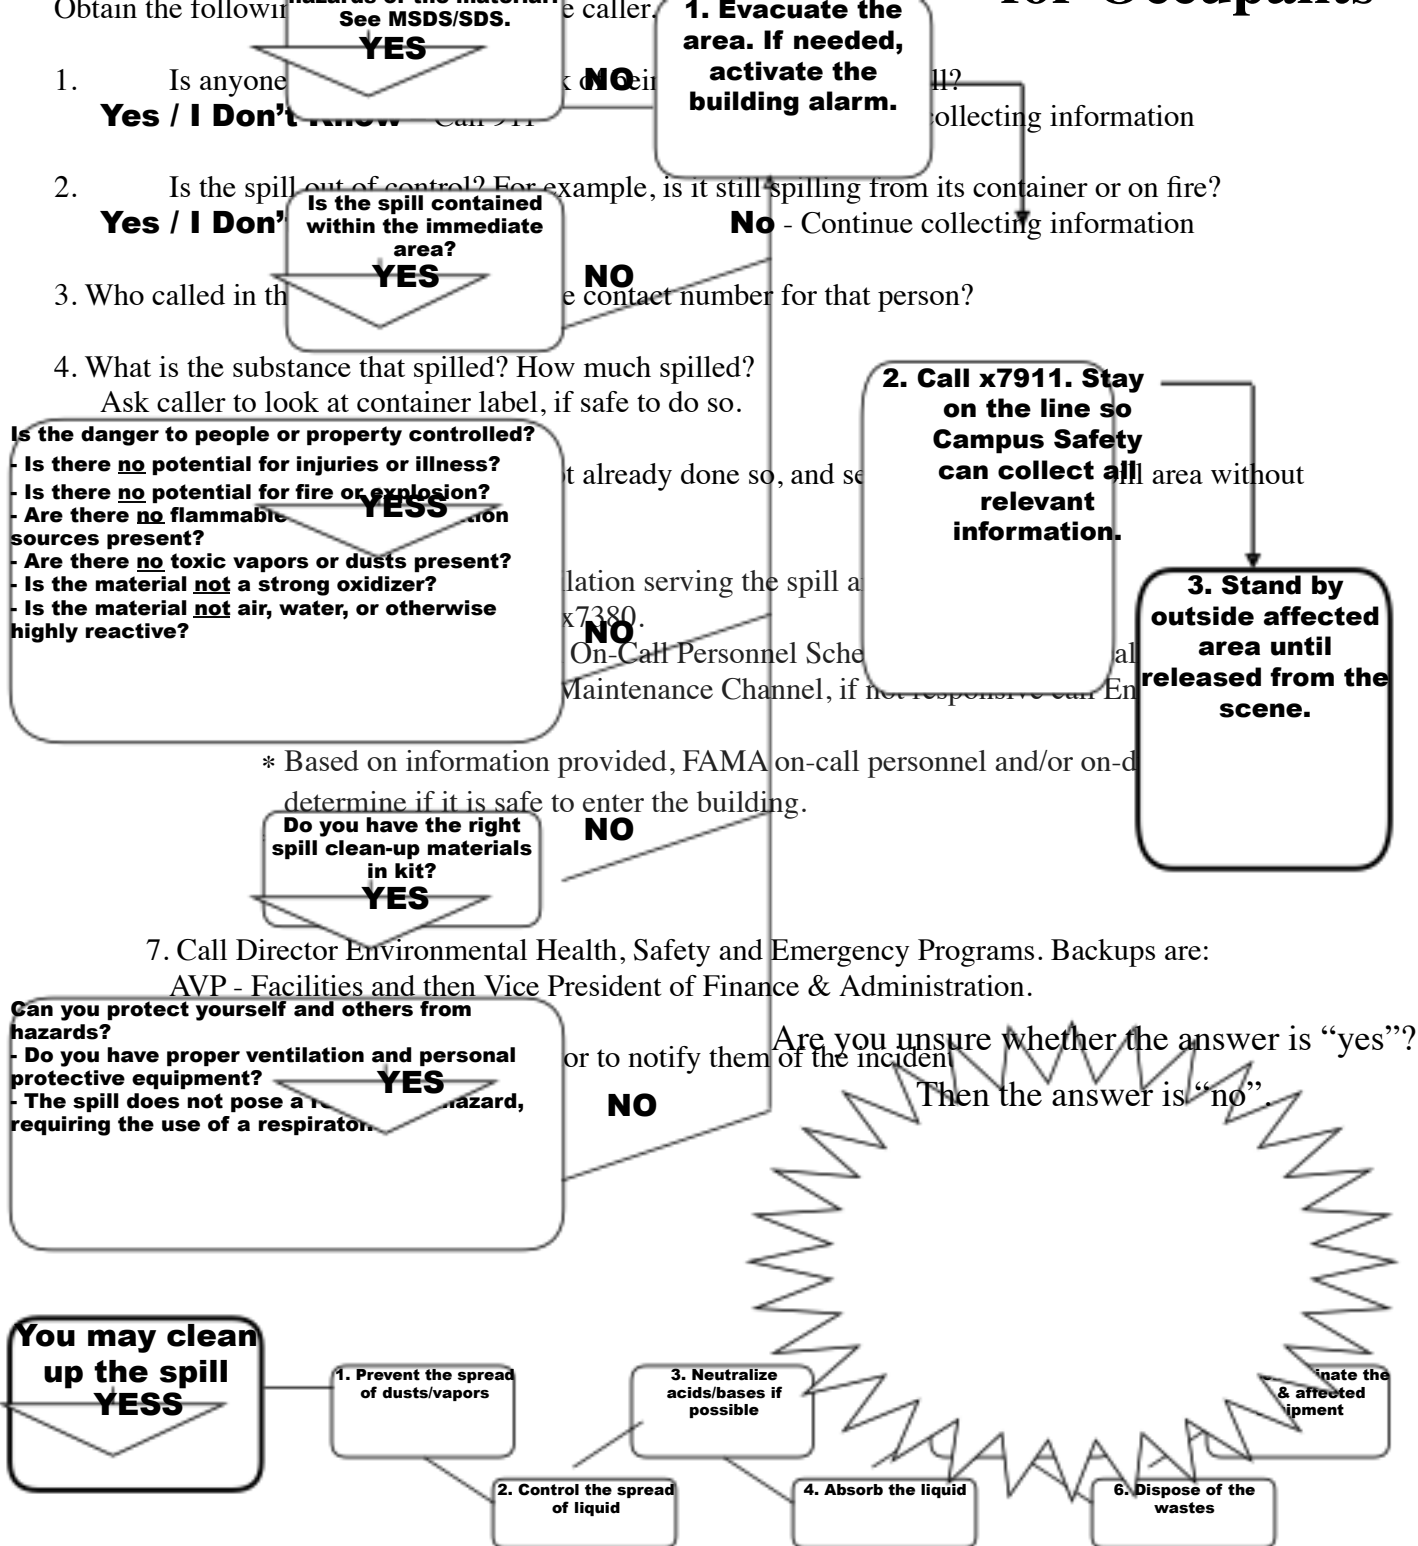 for Occupants
Obtain the following
e caller.
hazards of the material?
See MSDS/SDS.
YES
1. Evacuate the
area. If needed,
activate the
building alarm.
1. Is anyone
NO
Yes / I Don't Know - Call 911
collecting information
2. Is the spill out of control? For example, is it still spilling from its container or on fire?
Yes / I Don't
No - Continue collecting information
Is the spill contained
within the immediate
area?
YES
NO
3. Who called in
contact number for that person?
4. What is the substance that spilled? How much spilled?
Ask caller to look at container label, if safe to do so.
2. Call x7911. Stay
on the line so
Campus Safety
can collect all
relevant
information.
Is the danger to people or property controlled?
- Is there no potential for injuries or illness?
- Is there no potential for fire or explosion?
- Are there no flammable
sources present?
- Are there no toxic vapors or dusts present?
- Is the material not a strong oxidizer?
- Is the material not air, water, or otherwise
highly reactive?
YESS
already done so, and
area without
serving the spill
x7380.
NO
On-Call Personnel
Maintenance Channel, if not responsive call
3. Stand by
outside affected
area until
released from the
scene.
* Based on information provided, FAMA on-call personnel and/or
determine if it is safe to enter the building.
Do you have the right
spill clean-up materials
in kit?
YES
NO
7. Call Director Environmental Health, Safety and Emergency Programs. Backups are:
AVP - Facilities and then Vice President of Finance & Administration.
or to notify them of the incident
Can you protect yourself and others from
hazards?
- Do you have proper ventilation and personal
protective equipment?
- The spill does not pose a hazard,
requiring the use of a respirator.
YES
NO
Are you unsure whether the answer is “yes”?
Then the answer is “no”.
You may clean
up the spill
YESS
1. Prevent the spread
of dusts/vapors
2. Control the spread
of liquid
3. Neutralize
acids/bases if
possible
4. Absorb the liquid
the
& affected
6. Dispose of the
wastes